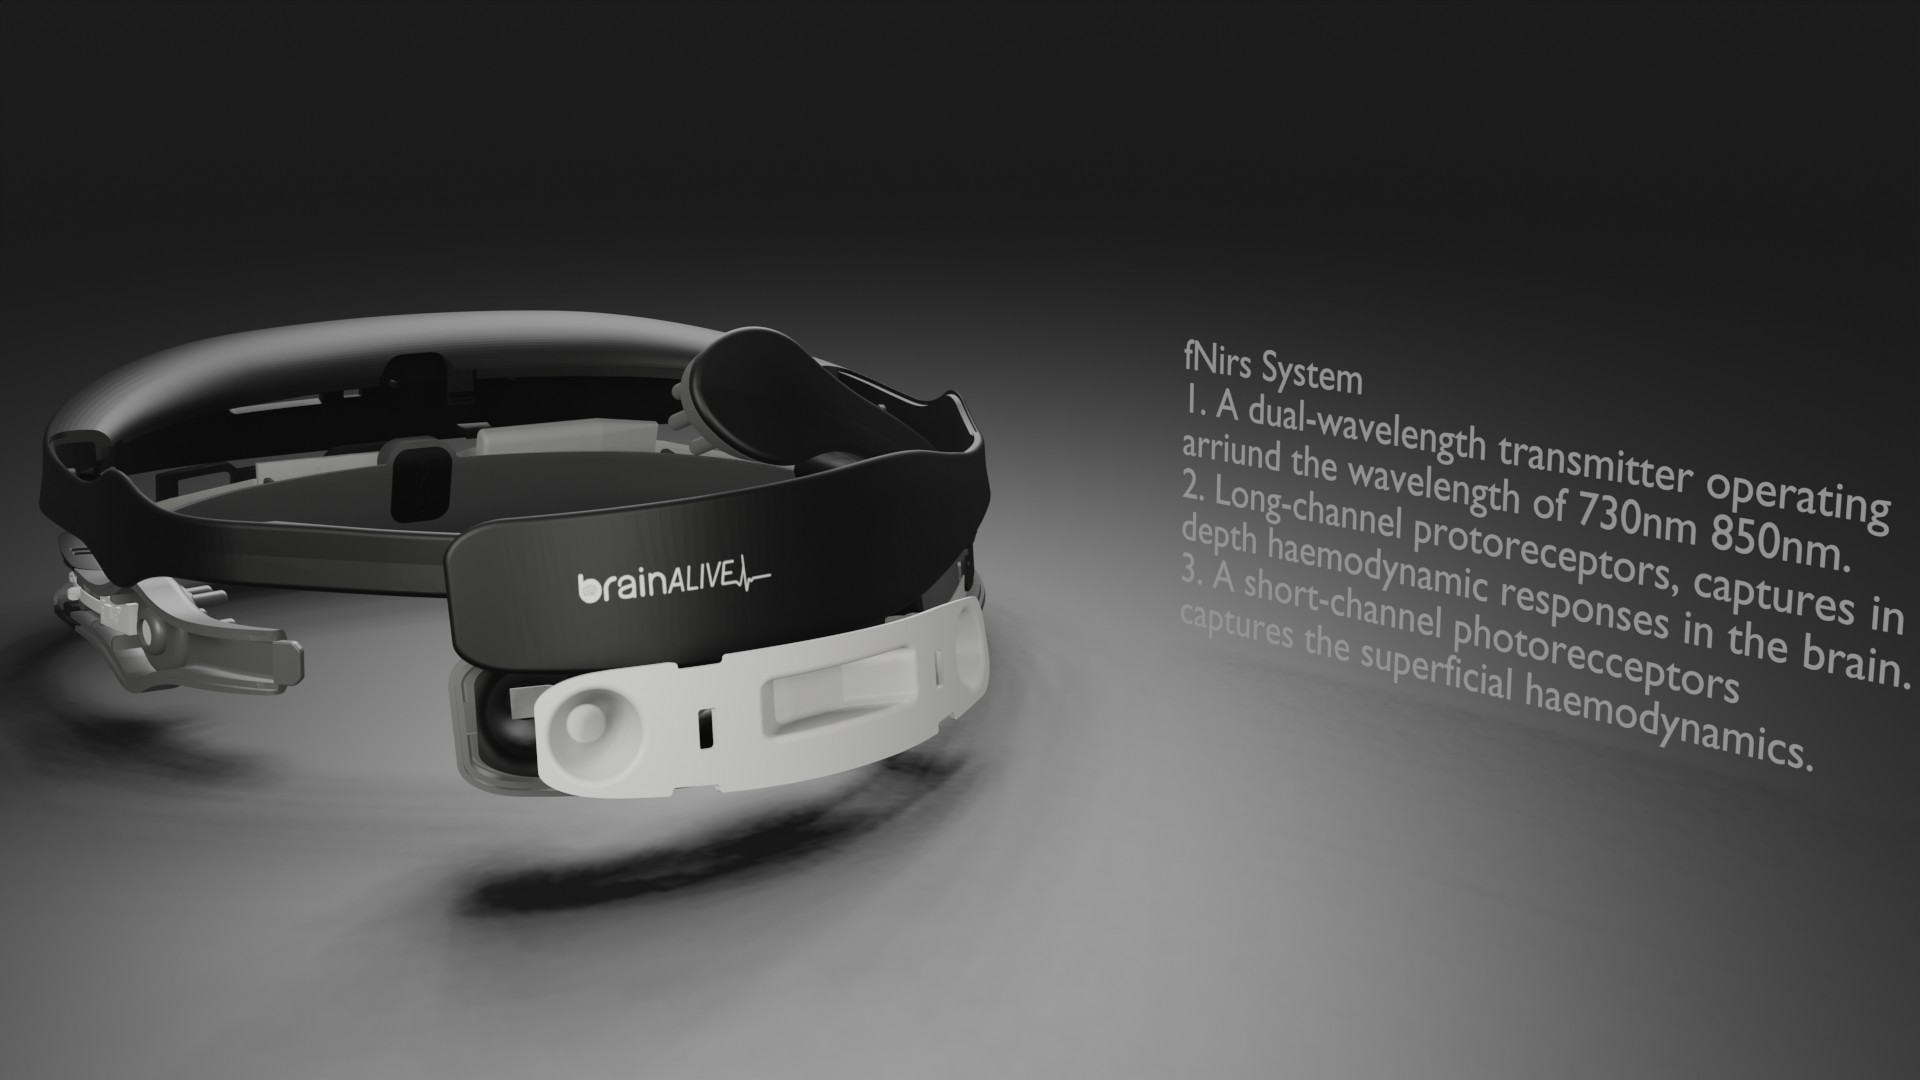 brainALIVE
fNirs System
1. A dual-wavelength transmitter operating
arriund the wavelength of 730nm 850nm.
2. Long-channel protoreceptors, captures in
depth haemodynamic responses in the brain.
3. A short-channel photorecceptors
captures the superficial haemodynamics.